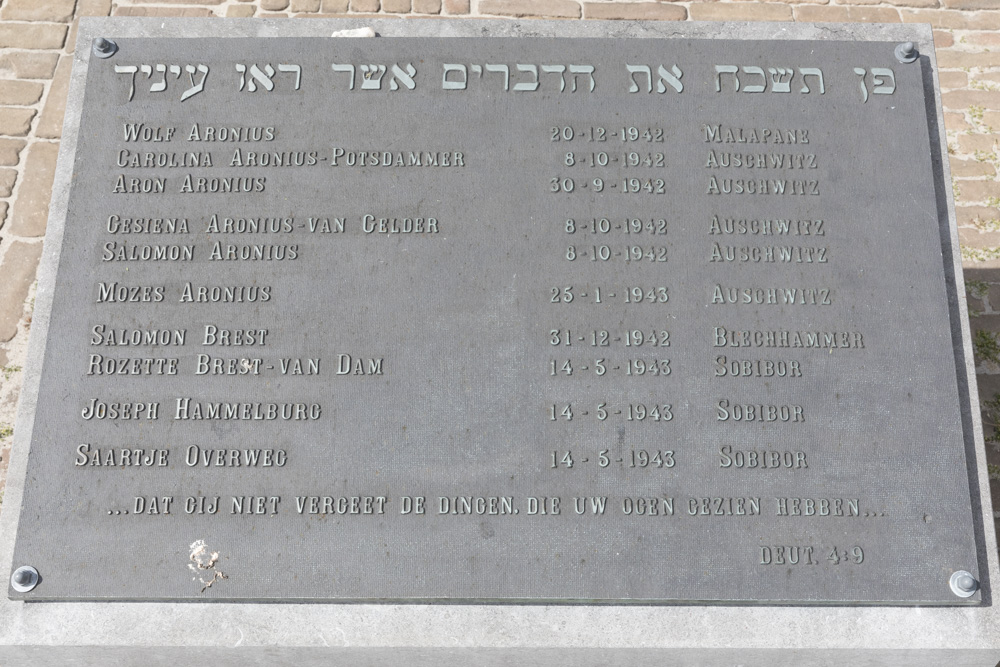 פן תשכח את הדברים אשר ראו עיניך
WOLF ARONIUS 20-12-1942 MALAPANE
CAROLINA ARONIUS-POTSDAMMER 8-10-1942 AUSCHWITZ
ARON ARONIUS 30-9-1942 AUSCHWITZ
GESIENA ARONIUS-VAN GELDER 8-10-1942 AUSCHWITZ
SALOMON ARONIUS 8-10-1942 AUSCHWITZ
MOZES ARONIUS 25-1-1943 AUSCHWITZ
SALOMON BREST 31-12-1942 BLECHHAMMER
ROZETTE BREST-VAN DAM 14-5-1943 SOBIBOR
JOSEPH HAMMELBURG 14-5-1943 SOBIBOR
SAARTJE OVERWEG 14-5-1943 SOBIBOR
...DAT GIJ NIET VERGEET DE DINGEN, DIE UW OGEN GEZIEN HEBBEN...
DEUT. 4:9